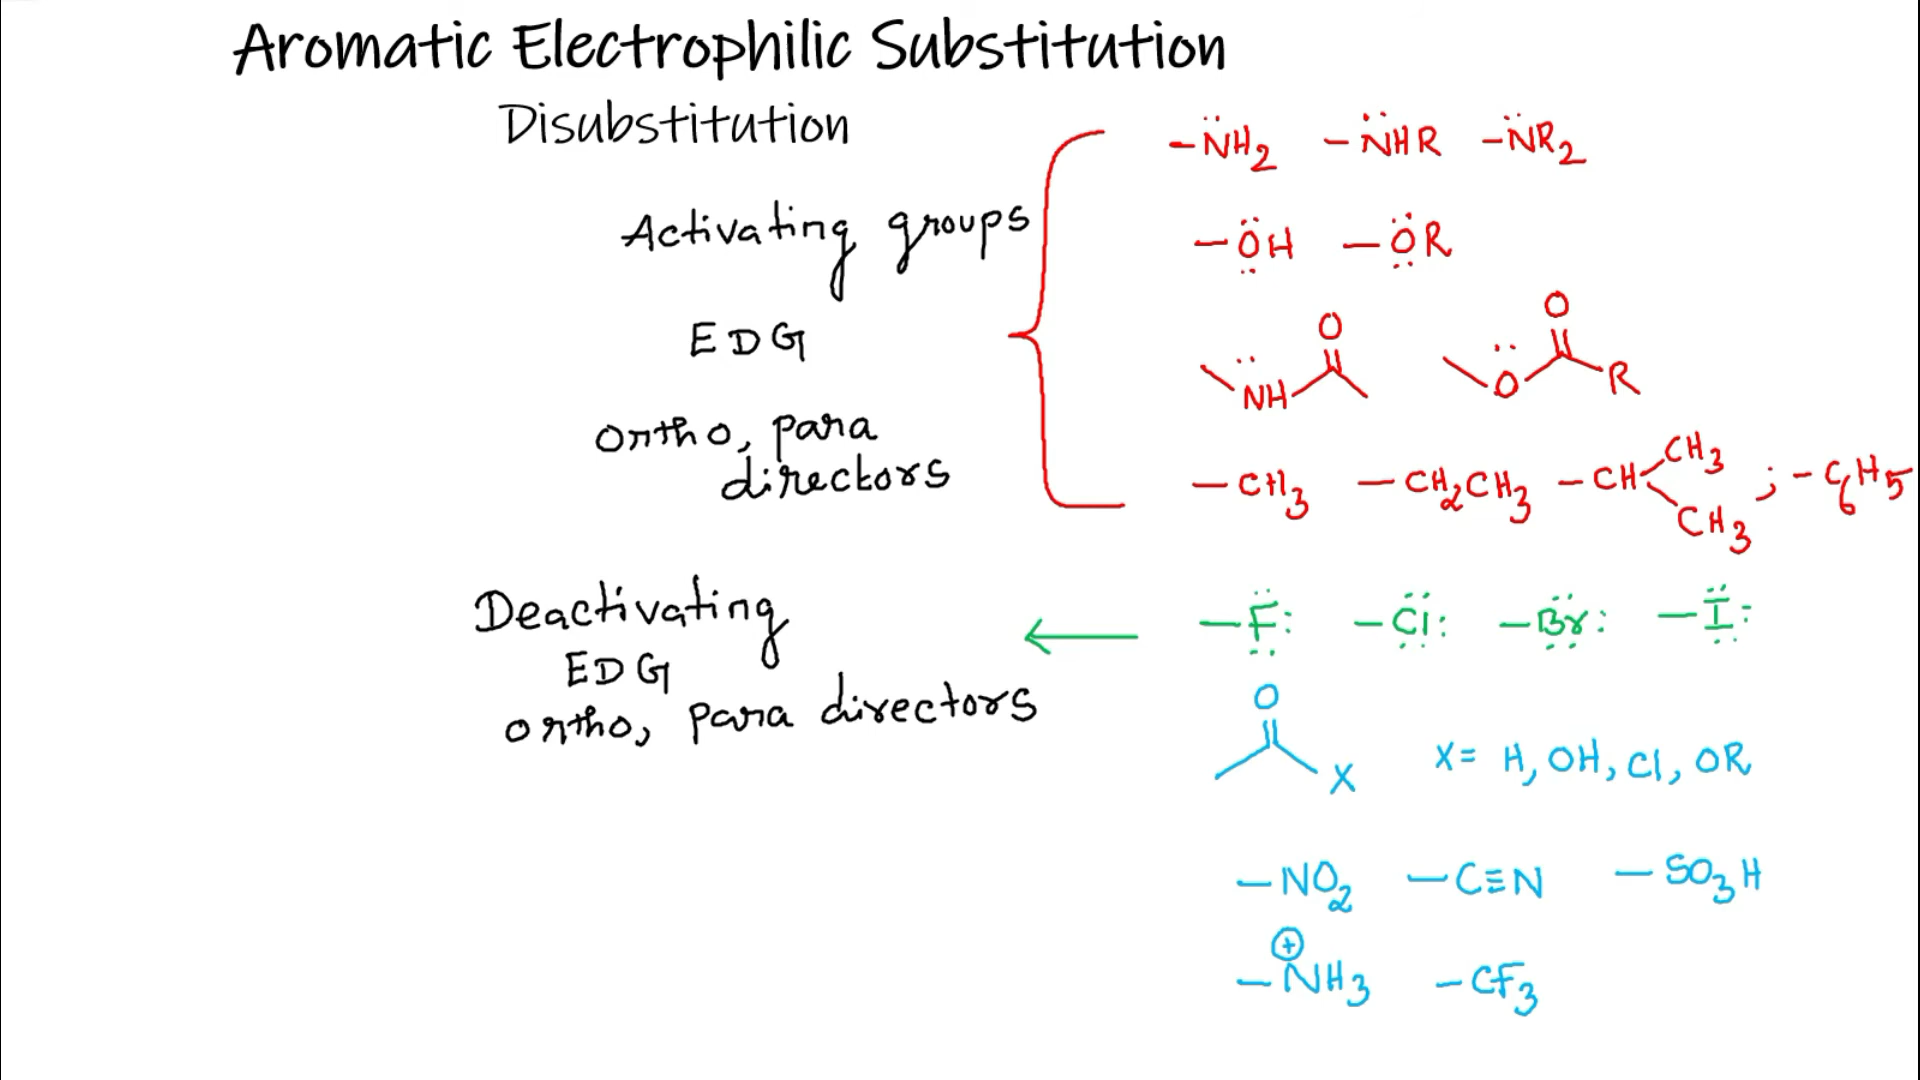 Aromatic Electrophilic Substitution
Disubstitution
Activating groups
EDG
ortho, para
directors
-NH2 -NHR -NR2
-OH -OR
O
NH
O
O
R
-CH3 -CH2CH3 -CH CH3 CH3 ; -C6H5
Deactivating
EDG
ortho, para directors
-F: -Cl: -Br: -I:
O
X
X= H, OH, Cl, OR
-NO2 -C≡N -SO3H
⊕
-NH3 -CF3